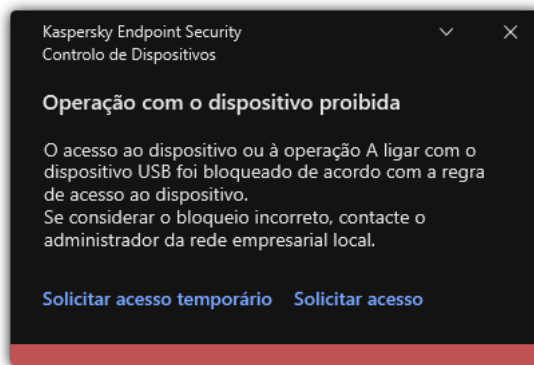 Kaspersky Endpoint Security
Controlo de Dispositivos
Operação com o dispositivo proibida
O acesso ao dispositivo ou à operação A ligar com o
dispositivo USB foi bloqueado de acordo com a regra
de acesso ao dispositivo.
Se considerar o bloqueio incorreto, contacte o
administrador da rede empresarial local.
Solicitar acesso temporário Solicitar acesso